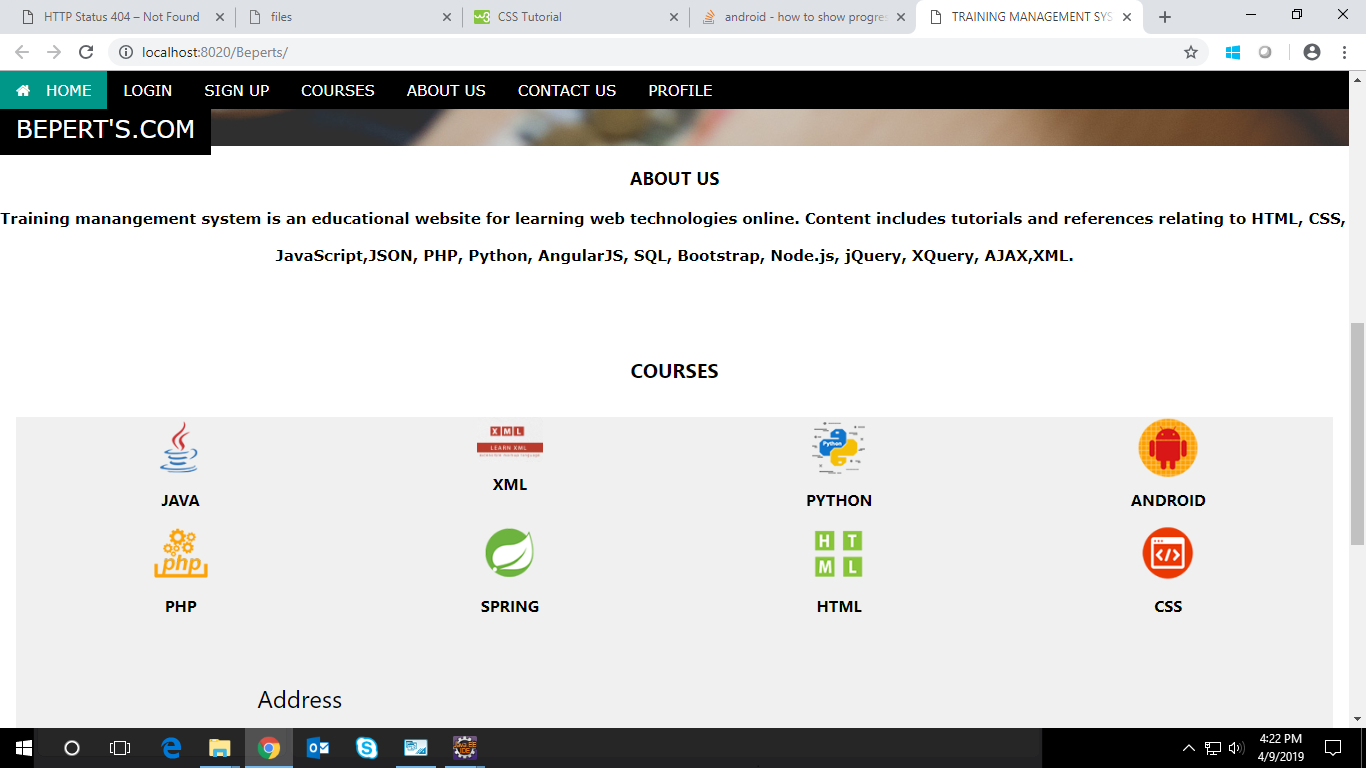 HTTP Status 404 – Not Found
files
CSS Tutorial
android - how to show progres
TRAINING MANAGEMENT SYS
localhost:8020/Beperts/
HOME LOGIN SIGN UP COURSES ABOUT US CONTACT US PROFILE
BEPERT'S.COM
ABOUT US
Training manangement system is an educational website for learning web technologies online. Content includes tutorials and references relating to HTML, CSS,
JavaScript,JSON, PHP, Python, AngularJS, SQL, Bootstrap, Node.js, jQuery, XQuery, AJAX,XML.
COURSES
XML
LEARN XML
Python
JAVA
XML
PYTHON
ANDROID
php
HTML
PHP
SPRING
HTML
CSS
Address
4:22 PM
4/9/2019